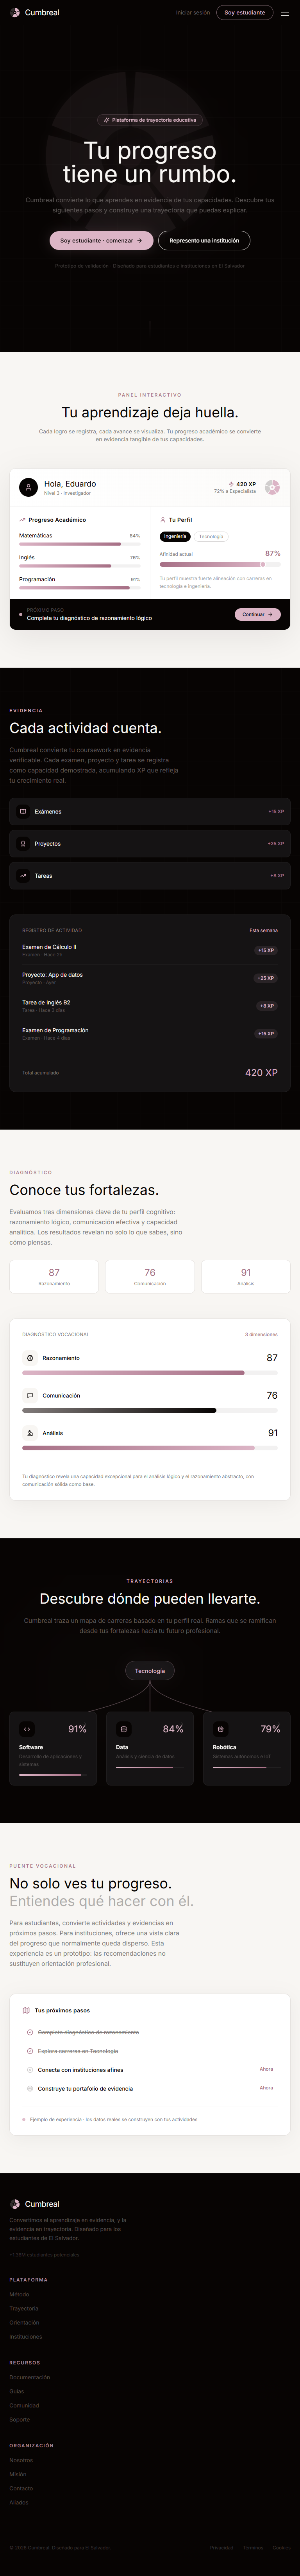 Cumbreal
Iniciar sesión
Soy estudiante
Plataforma de trayectoria educativa
Tu progreso
tiene un rumbo.
Cumbreal convierte lo que aprendes en evidencia de tus capacidades. Descubre tus
siguientes pasos y construye una trayectoria que puedas explicar.
Soy estudiante · comenzar
Represento una institución
Prototipo de validación · Diseñado para estudiantes e instituciones en El Salvador
PANEL INTERACTIVO
Tu aprendizaje deja huella.
Cada logro se registra, cada avance se visualiza. Tu progreso académico se convierte
en evidencia tangible de tus capacidades.
Hola, Eduardo
Nivel 3 · Investigador
420 XP
72% a Especialista
Progreso Académico
Matemáticas
84%
Inglés
76%
Programación
91%
Tu Perfil
Ingeniería
Tecnología
Afinidad actual
87%
Tu perfil muestra fuerte alineación con carreras en
tecnología e ingeniería.
PRÓXIMO PASO
Completa tu diagnóstico de razonamiento lógico
Continuar
EVIDENCIA
Cada actividad cuenta.
Cumbreal convierte tu coursework en evidencia
verificable. Cada examen, proyecto y tarea se registra
como capacidad demostrada, acumulando XP que refleja
tu crecimiento real.
Exámenes
+15 XP
Proyectos
+25 XP
Tareas
+8 XP
REGISTRO DE ACTIVIDAD
Esta semana
Examen de Cálculo II
Examen · Hace 2h
+15 XP
Proyecto: App de datos
Proyecto · Ayer
+25 XP
Tarea de Inglés B2
Tarea · Hace 3 días
+8 XP
Examen de Programación
Examen · Hace 4 días
+15 XP
Total acumulado
420 XP
DIAGNÓSTICO
Conoce tus fortalezas.
Evaluamos tres dimensiones clave de tu perfil cognitivo:
razonamiento lógico, comunicación efectiva y capacidad
analítica. Los resultados revelan no solo lo que sabes, sino
cómo piensas.
87
Razonamiento
76
Comunicación
91
Análisis
DIAGNÓSTICO VOCACIONAL
3 dimensiones
Razonamiento
87
Comunicación
76
Análisis
91
Tu diagnóstico revela una capacidad excepcional para el análisis lógico y el razonamiento abstracto, con
comunicación sólida como base.
TRAYECTORIAS
Descubre dónde pueden llevarte.
Cumbreal traza un mapa de carreras basado en tu perfil real. Ramas que se ramifican
desde tus fortalezas hacia tu futuro profesional.
Tecnología
91%
Software
Desarrollo de aplicaciones y
sistemas
84%
Data
Análisis y ciencia de datos
79%
Robótica
Sistemas autónomos e IoT
PUENTE VOCACIONAL
No solo ves tu progreso.
Entiendes qué hacer con él.
Para estudiantes, convierte actividades y evidencias en
próximos pasos. Para instituciones, ofrece una vista clara
del progreso que normalmente queda disperso. Esta
experiencia es un prototipo: las recomendaciones no
sustituyen orientación profesional.
Tus próximos pasos
Completa diagnóstico de razonamiento
Explora carreras en Tecnología
Conecta con instituciones afines
Ahora
Construye tu portafolio de evidencia
Ahora
Ejemplo de experiencia · los datos reales se construyen con tus actividades
Cumbreal
Convertimos el aprendizaje en evidencia, y la
evidencia en trayectoria. Diseñado para los
estudiantes de El Salvador.
PLATAFORMA
Método
Trayectoria
Orientación
Instituciones
RECURSOS
Documentación
Guías
Comunidad
Soporte
ORGANIZACIÓN
Nosotros
Misión
Contacto
Aliados
© 2026 Cumbreal. Diseñado para El Salvador.
Privacidad
Términos
Cookies